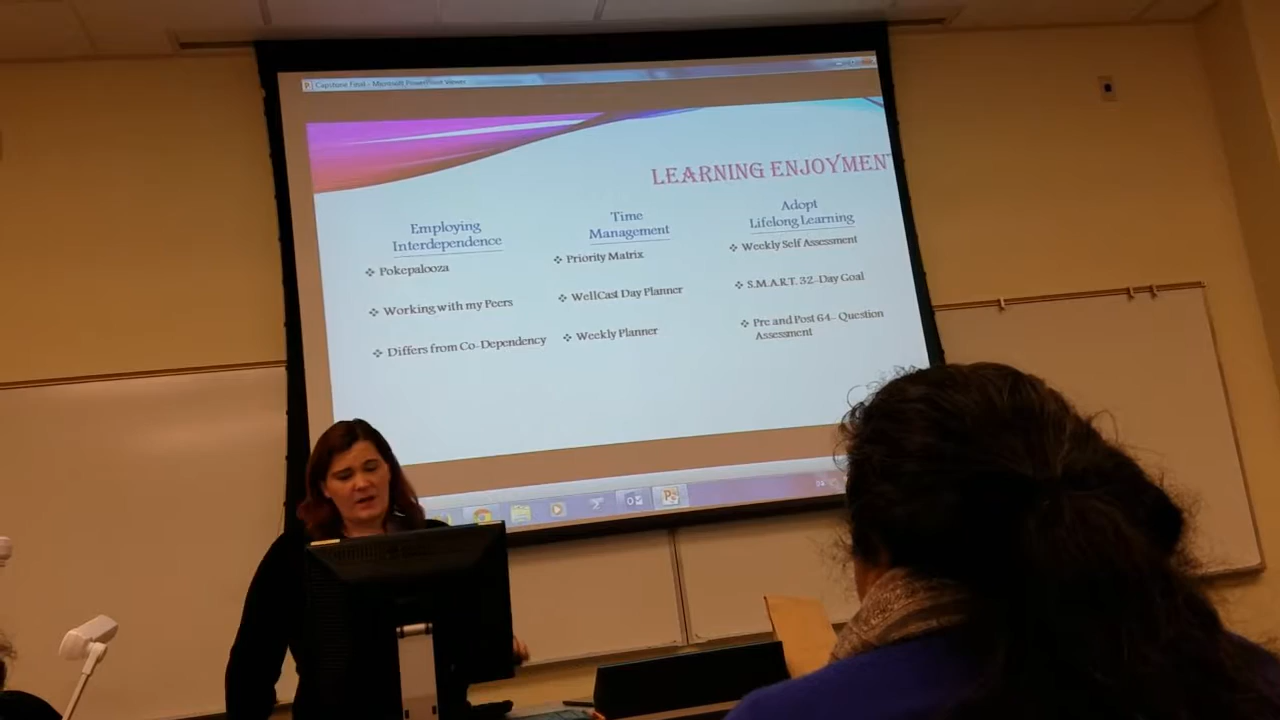 Capstone Final - Microsoft PowerPoint Viewer
LEARNING ENJOYMEN
Employing
Interdependence
❖ Pokepalooza
❖ Working with my Peers
❖ Differs from Co-Dependency
Time
Management
❖ Priority Matrix
❖ WellCast Day Planner
❖ Weekly Planner
Adopt
Lifelong Learning
❖ Weekly Self Assessment
❖ S.M.A.R.T. 32-Day Goal
❖ Pre and Post 64- Question
Assessment